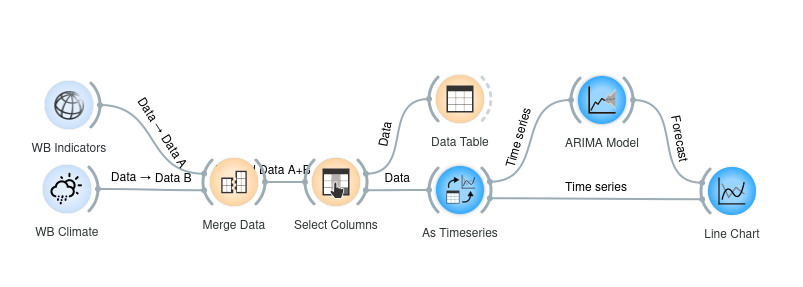 WB Indicators
Data → Data A
WB Climate
Data → Data B
Merge Data
Data A+B
Select Columns
Data
Data
Data Table
As Timeseries
Time series
Time series
ARIMA Model
Forecast
Line Chart